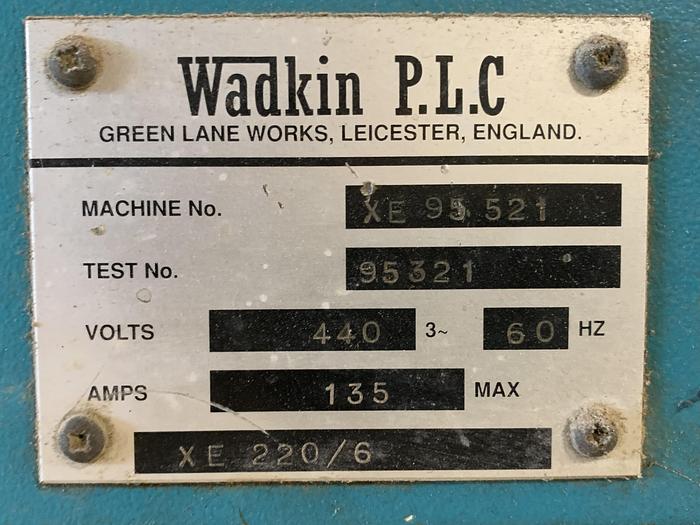 Wadkin P.L.C
GREEN LANE WORKS, LEICESTER, ENGLAND.
MACHINE No. XE 95 521
TEST No. 95321
VOLTS 440 3~ 60 HZ
AMPS 135 MAX
XE 220/6